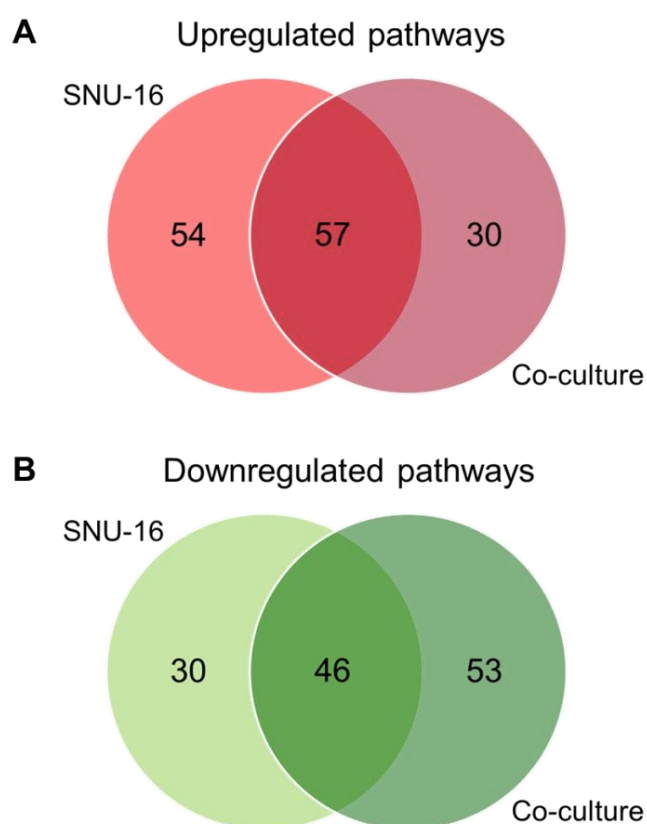 A
Upregulated pathways
SNU-16
54
57
30
Co-culture
B
Downregulated pathways
SNU-16
30
46
53
Co-culture